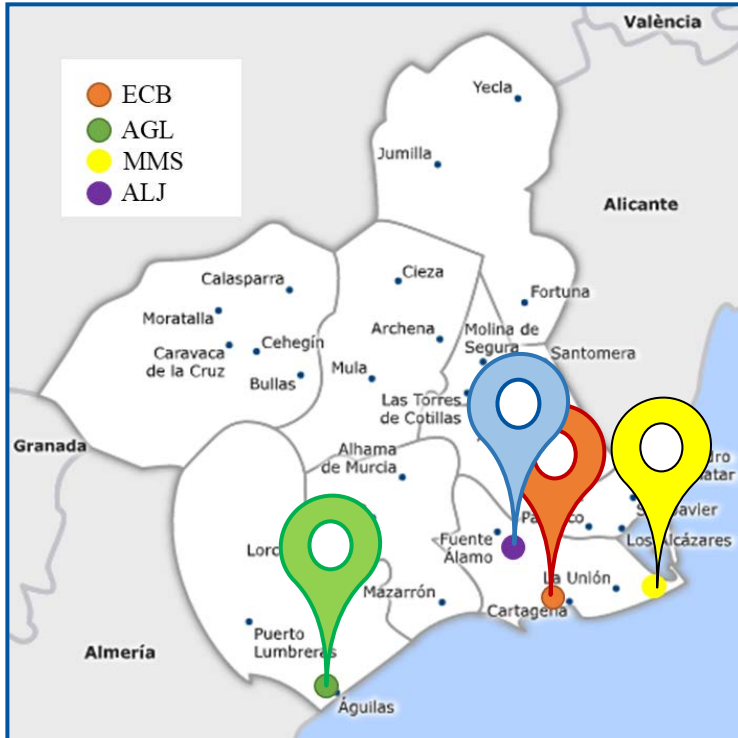 València
ECB
AGL
MMS
ALJ
Yecla
Jumilla
Alicante
Calasparra
Cieza
Fortuna
Moratalla
Archena
Molina de
Segura
Santomera
Caravaca
de la Cruz
Cehegín
Bullas
Mula
Las Torres
de Cotillas
Granada
Alhama
de Murcia
Fuente
Álamo
Los Alcázares
Mazarrón
La Unión
Cartagena
Puerto
Lumbreras
Almería
Águilas